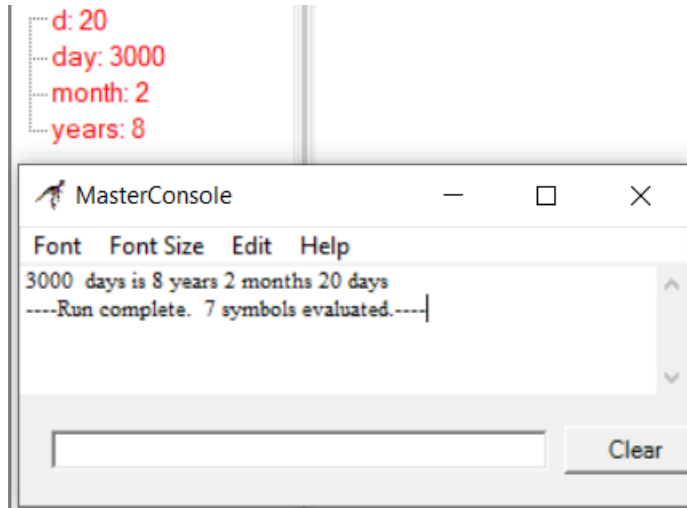 d: 20
day: 3000
month: 2
years: 8
MasterConsole
Font Font Size Edit Help
3000 days is 8 years 2 months 20 days
----Run complete. 7 symbols evaluated.----
Clear